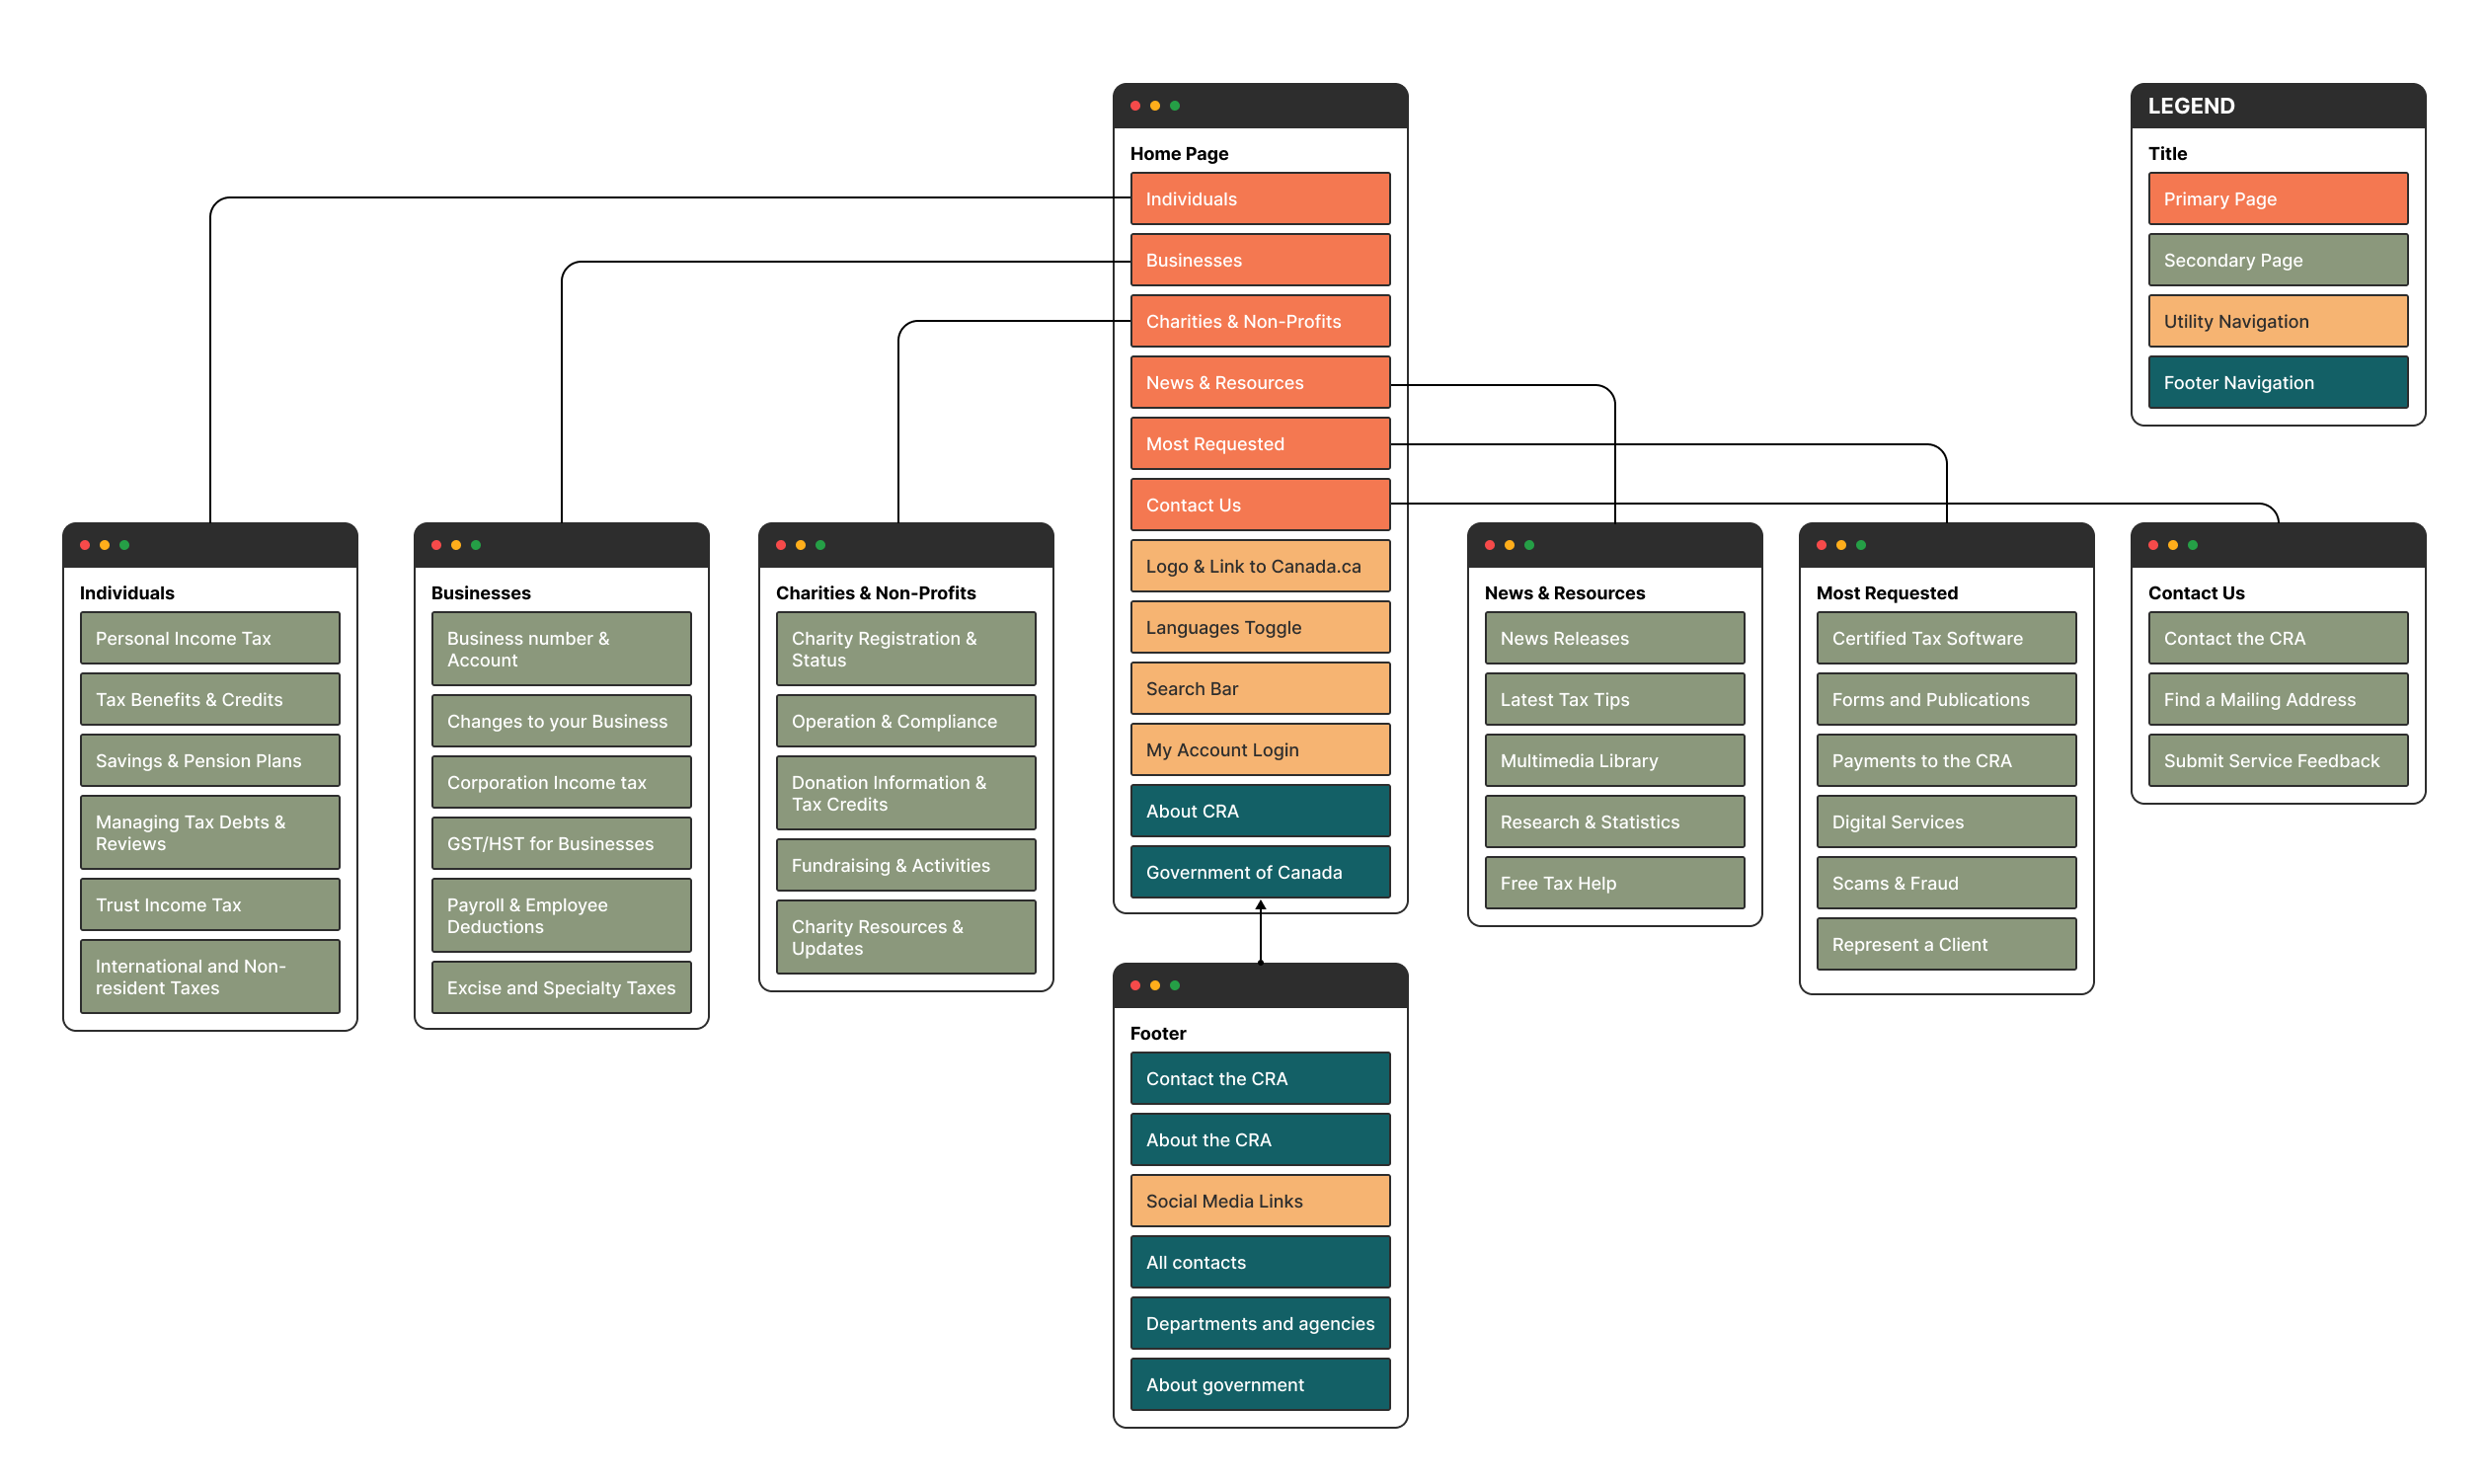 Home Page
Individuals
Businesses
Charities & Non-Profits
News & Resources
Most Requested
Contact Us
Logo & Link to Canada.ca
Languages Toggle
Search Bar
My Account Login
About CRA
Government of Canada
LEGEND
Title
Primary Page
Secondary Page
Utility Navigation
Footer Navigation
Individuals
Personal Income Tax
Tax Benefits & Credits
Savings & Pension Plans
Managing Tax Debts &
Reviews
Trust Income Tax
International and Non-
resident Taxes
Businesses
Business number &
Account
Changes to your Business
Corporation Income tax
GST/HST for Businesses
Payroll & Employee
Deductions
Excise and Specialty Taxes
Charities & Non-Profits
Charity Registration &
Status
Operation & Compliance
Donation Information &
Tax Credits
Fundraising & Activities
Charity Resources &
Updates
News & Resources
News Releases
Latest Tax Tips
Multimedia Library
Research & Statistics
Free Tax Help
Most Requested
Certified Tax Software
Forms and Publications
Payments to the CRA
Digital Services
Scams & Fraud
Represent a Client
Contact Us
Contact the CRA
Find a Mailing Address
Submit Service Feedback
Footer
Contact the CRA
About the CRA
Social Media Links
All contacts
Departments and agencies
About government